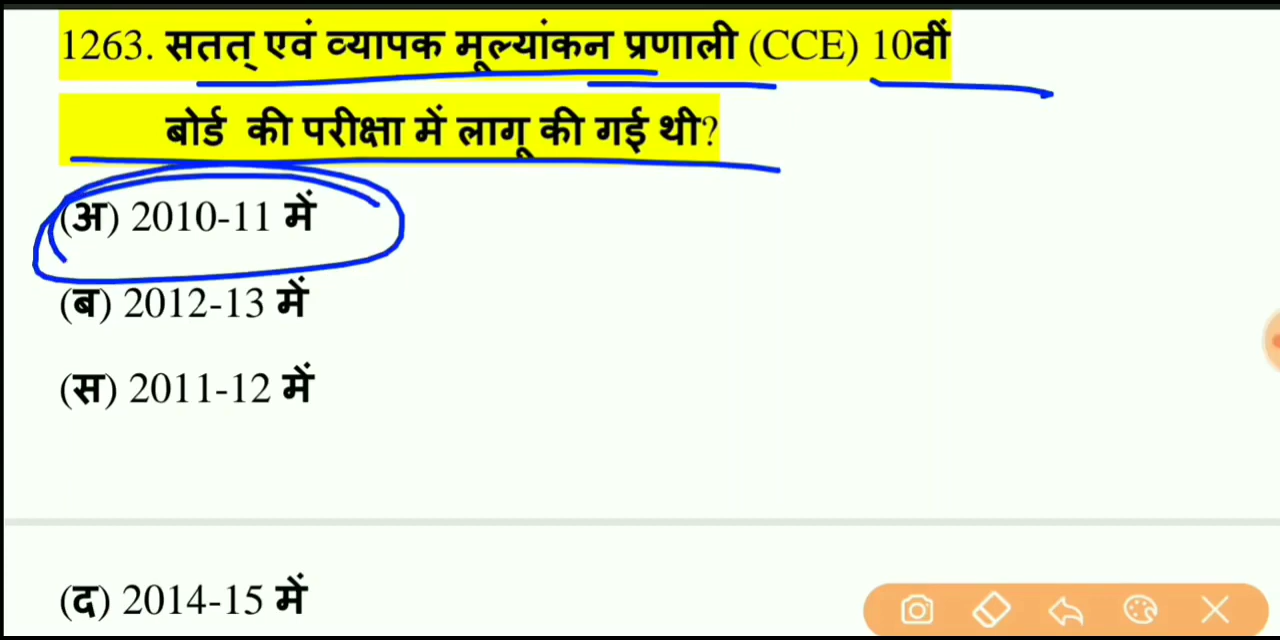 1263. सतत् एवं व्यापक मूल्यांकन प्रणाली (CCE) 10वीं
बोर्ड की परीक्षा में लागू की गई थी?
(अ) 2010-11 में
(ब) 2012-13 में
(स) 2011-12 में
(द) 2014-15 में